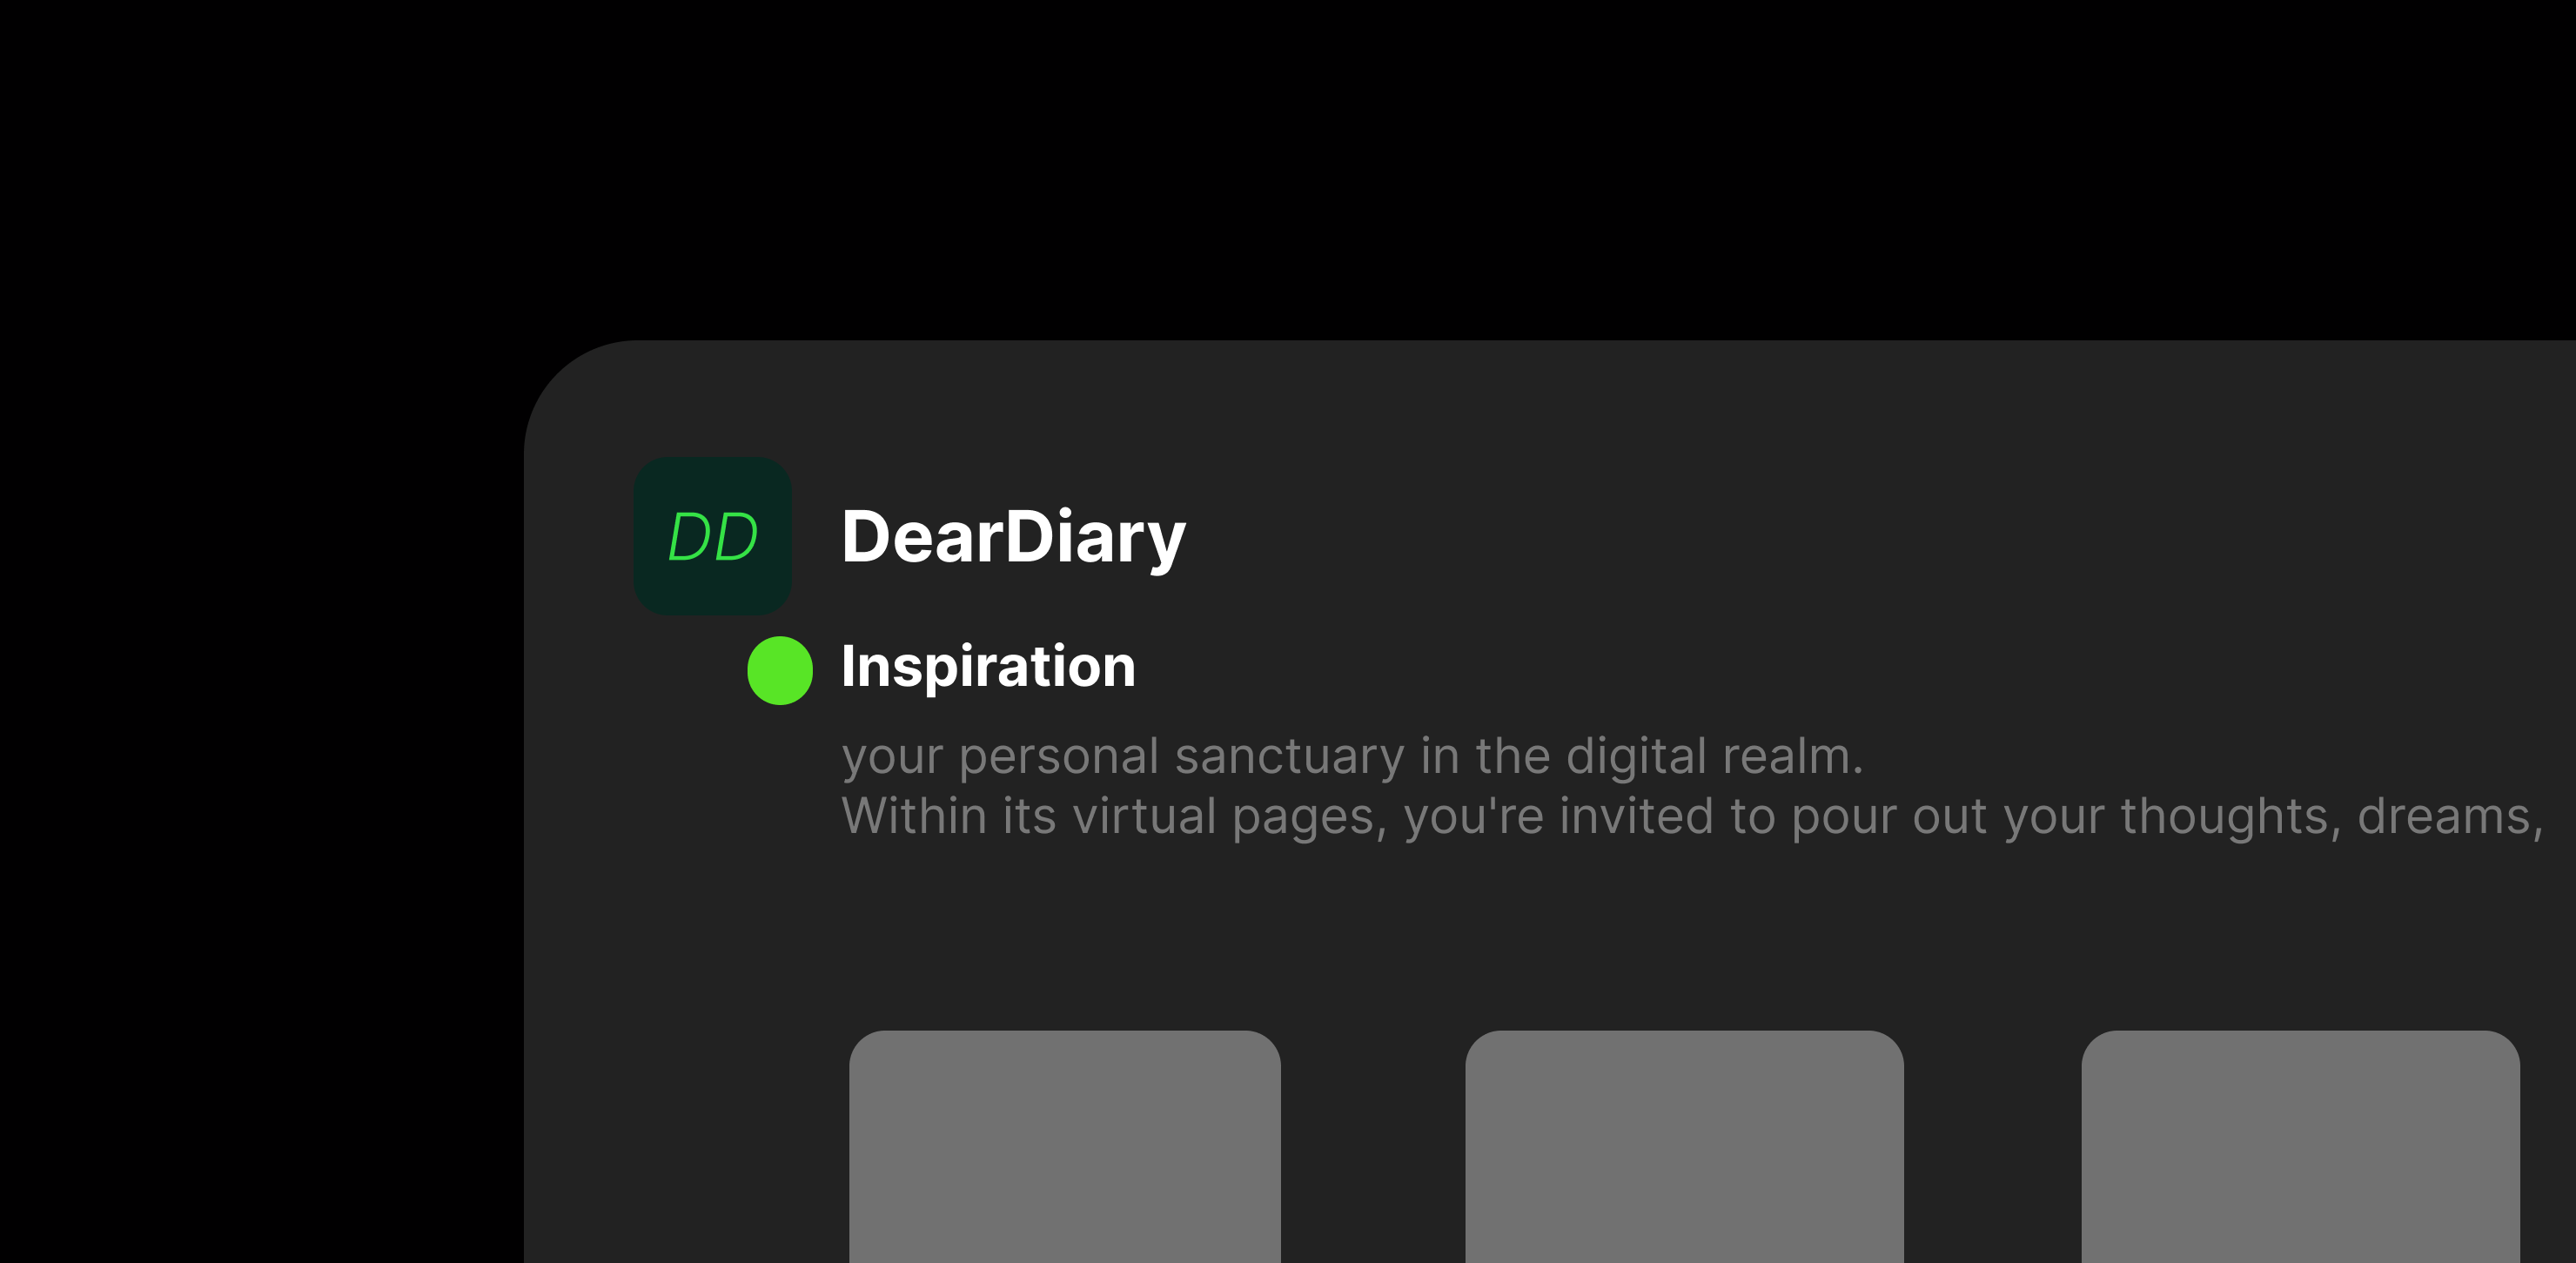 DD
DearDiary
Inspiration
your personal sanctuary in the digital realm.
Within its virtual pages, you're invited to pour out your thoughts, dreams,